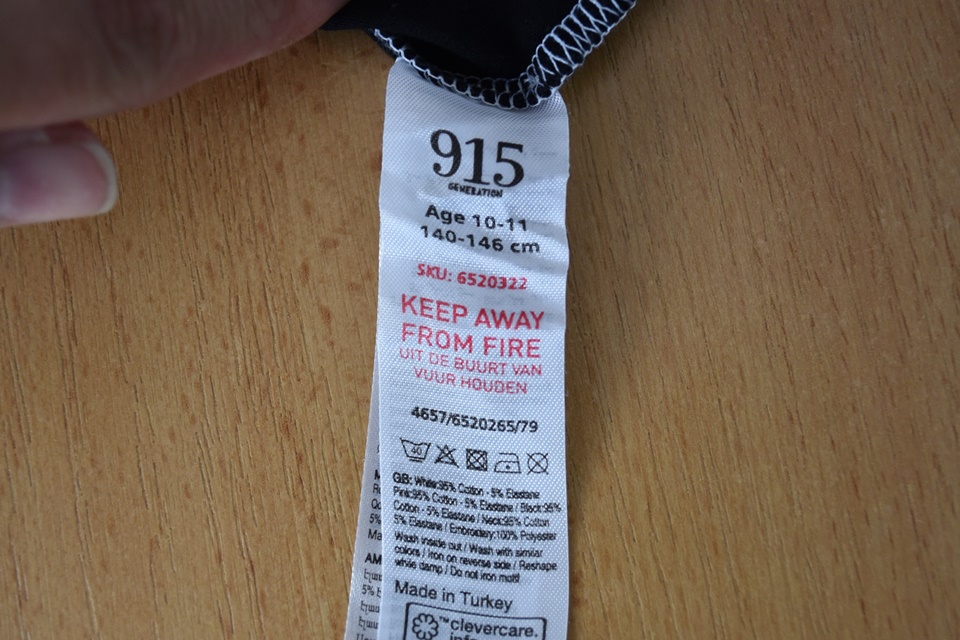 915
GENERATION
Age 10-11
140-146 cm
SKU: 6520322
KEEP AWAY
FROM FIRE
UIT DE BUURT VAN
VUUR HOUDEN
4657/6520265/79
40
GB: White:95% Cotton - 5% Elastane
Pink:95% Cotton - 5% Elastane / Black:95%
Cotton - 5% Elastane / Neck:95% Cotton
5% Elastane / Embroidery:100% Polyester
Wash inside out / Wash with similar
colors / Iron on reverse side / Reshape
while damp / Do not iron motif
Made in Turkey
™clevercare.
AM
5%